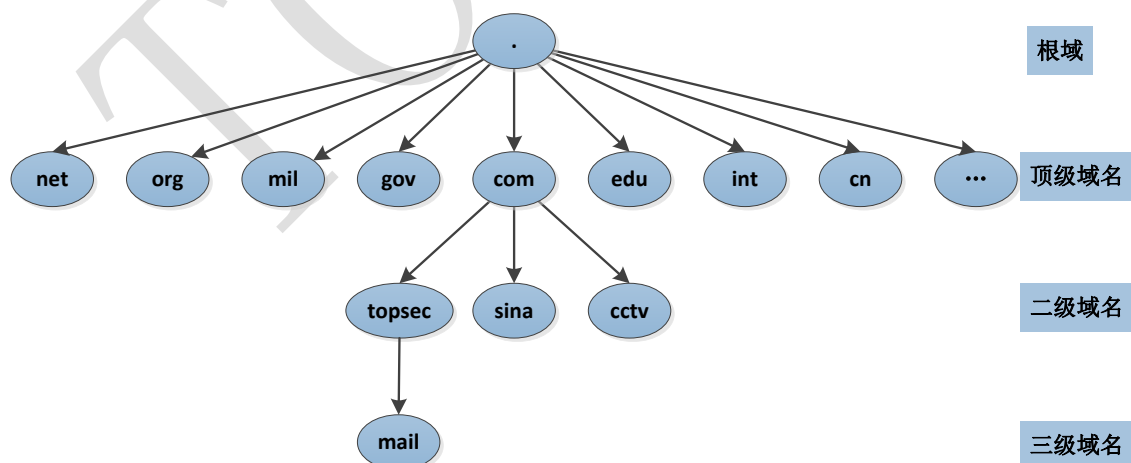 .
根域
net org mil gov com edu int cn ... 顶级域名
topsec sina cctv 二级域名
mail 三级域名